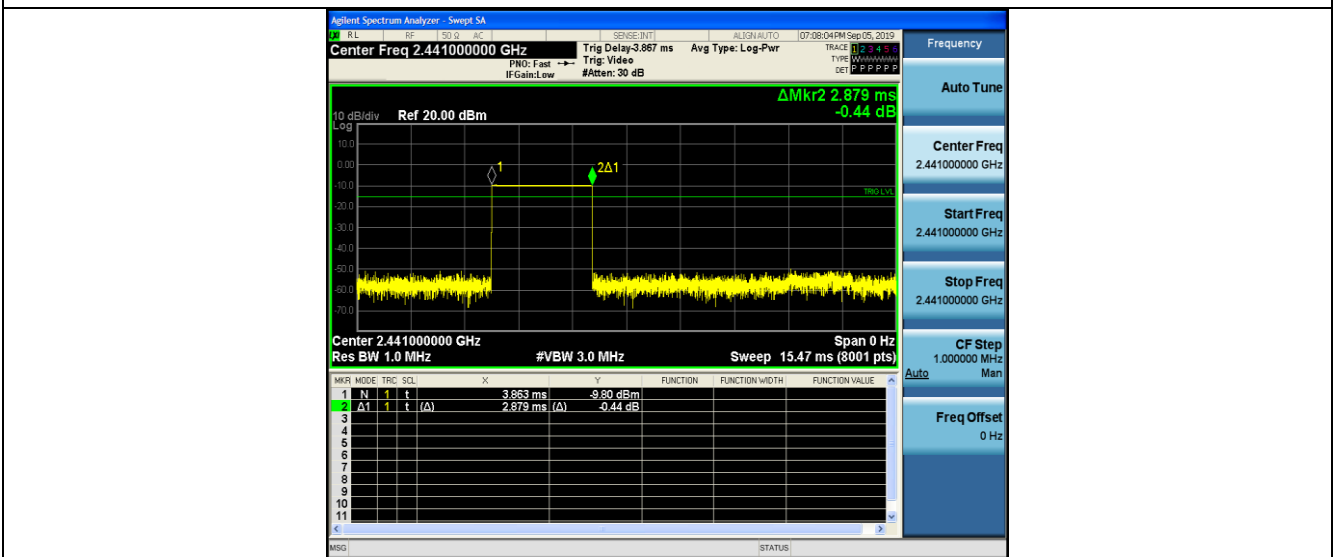 Agilent Spectrum Analyzer - Swept SA
LXI RL RF 50 Ω AC SENSE:INT ALIGNAUTO 07:08:04 PM Sep 05, 2019
Center Freq 2.441000000 GHz
PNO: Fast
IFGain:Low
Trig Delay-3.867 ms
Trig: Video
#Atten: 30 dB
Avg Type: Log-Pwr
TRACE 1 2 3 4 5 6
TYPE W
DET P P P P P P
ΔMkr2 2.879 ms
-0.44 dB
10 dB/div Ref 20.00 dBm
Log
10.0
0.00
-10.0
-20.0
-30.0
-40.0
-50.0
-60.0
-70.0
1
2Δ1
TRIG LVL
Center 2.441000000 GHz Span 0 Hz
Res BW 1.0 MHz #VBW 3.0 MHz Sweep 15.47 ms (8001 pts)
MKR MODE TRC SCL X Y FUNCTION FUNCTION WIDTH FUNCTION VALUE
1 N 1 t 3.863 ms -9.80 dBm
2 Δ1 1 t (Δ) 2.879 ms (Δ) -0.44 dB
3
4
5
6
7
8
9
10
11
MSG STATUS
Frequency
Auto Tune
Center Freq
2.441000000 GHz
Start Freq
2.441000000 GHz
Stop Freq
2.441000000 GHz
CF Step
1.000000 MHz
Auto Man
Freq Offset
0 Hz